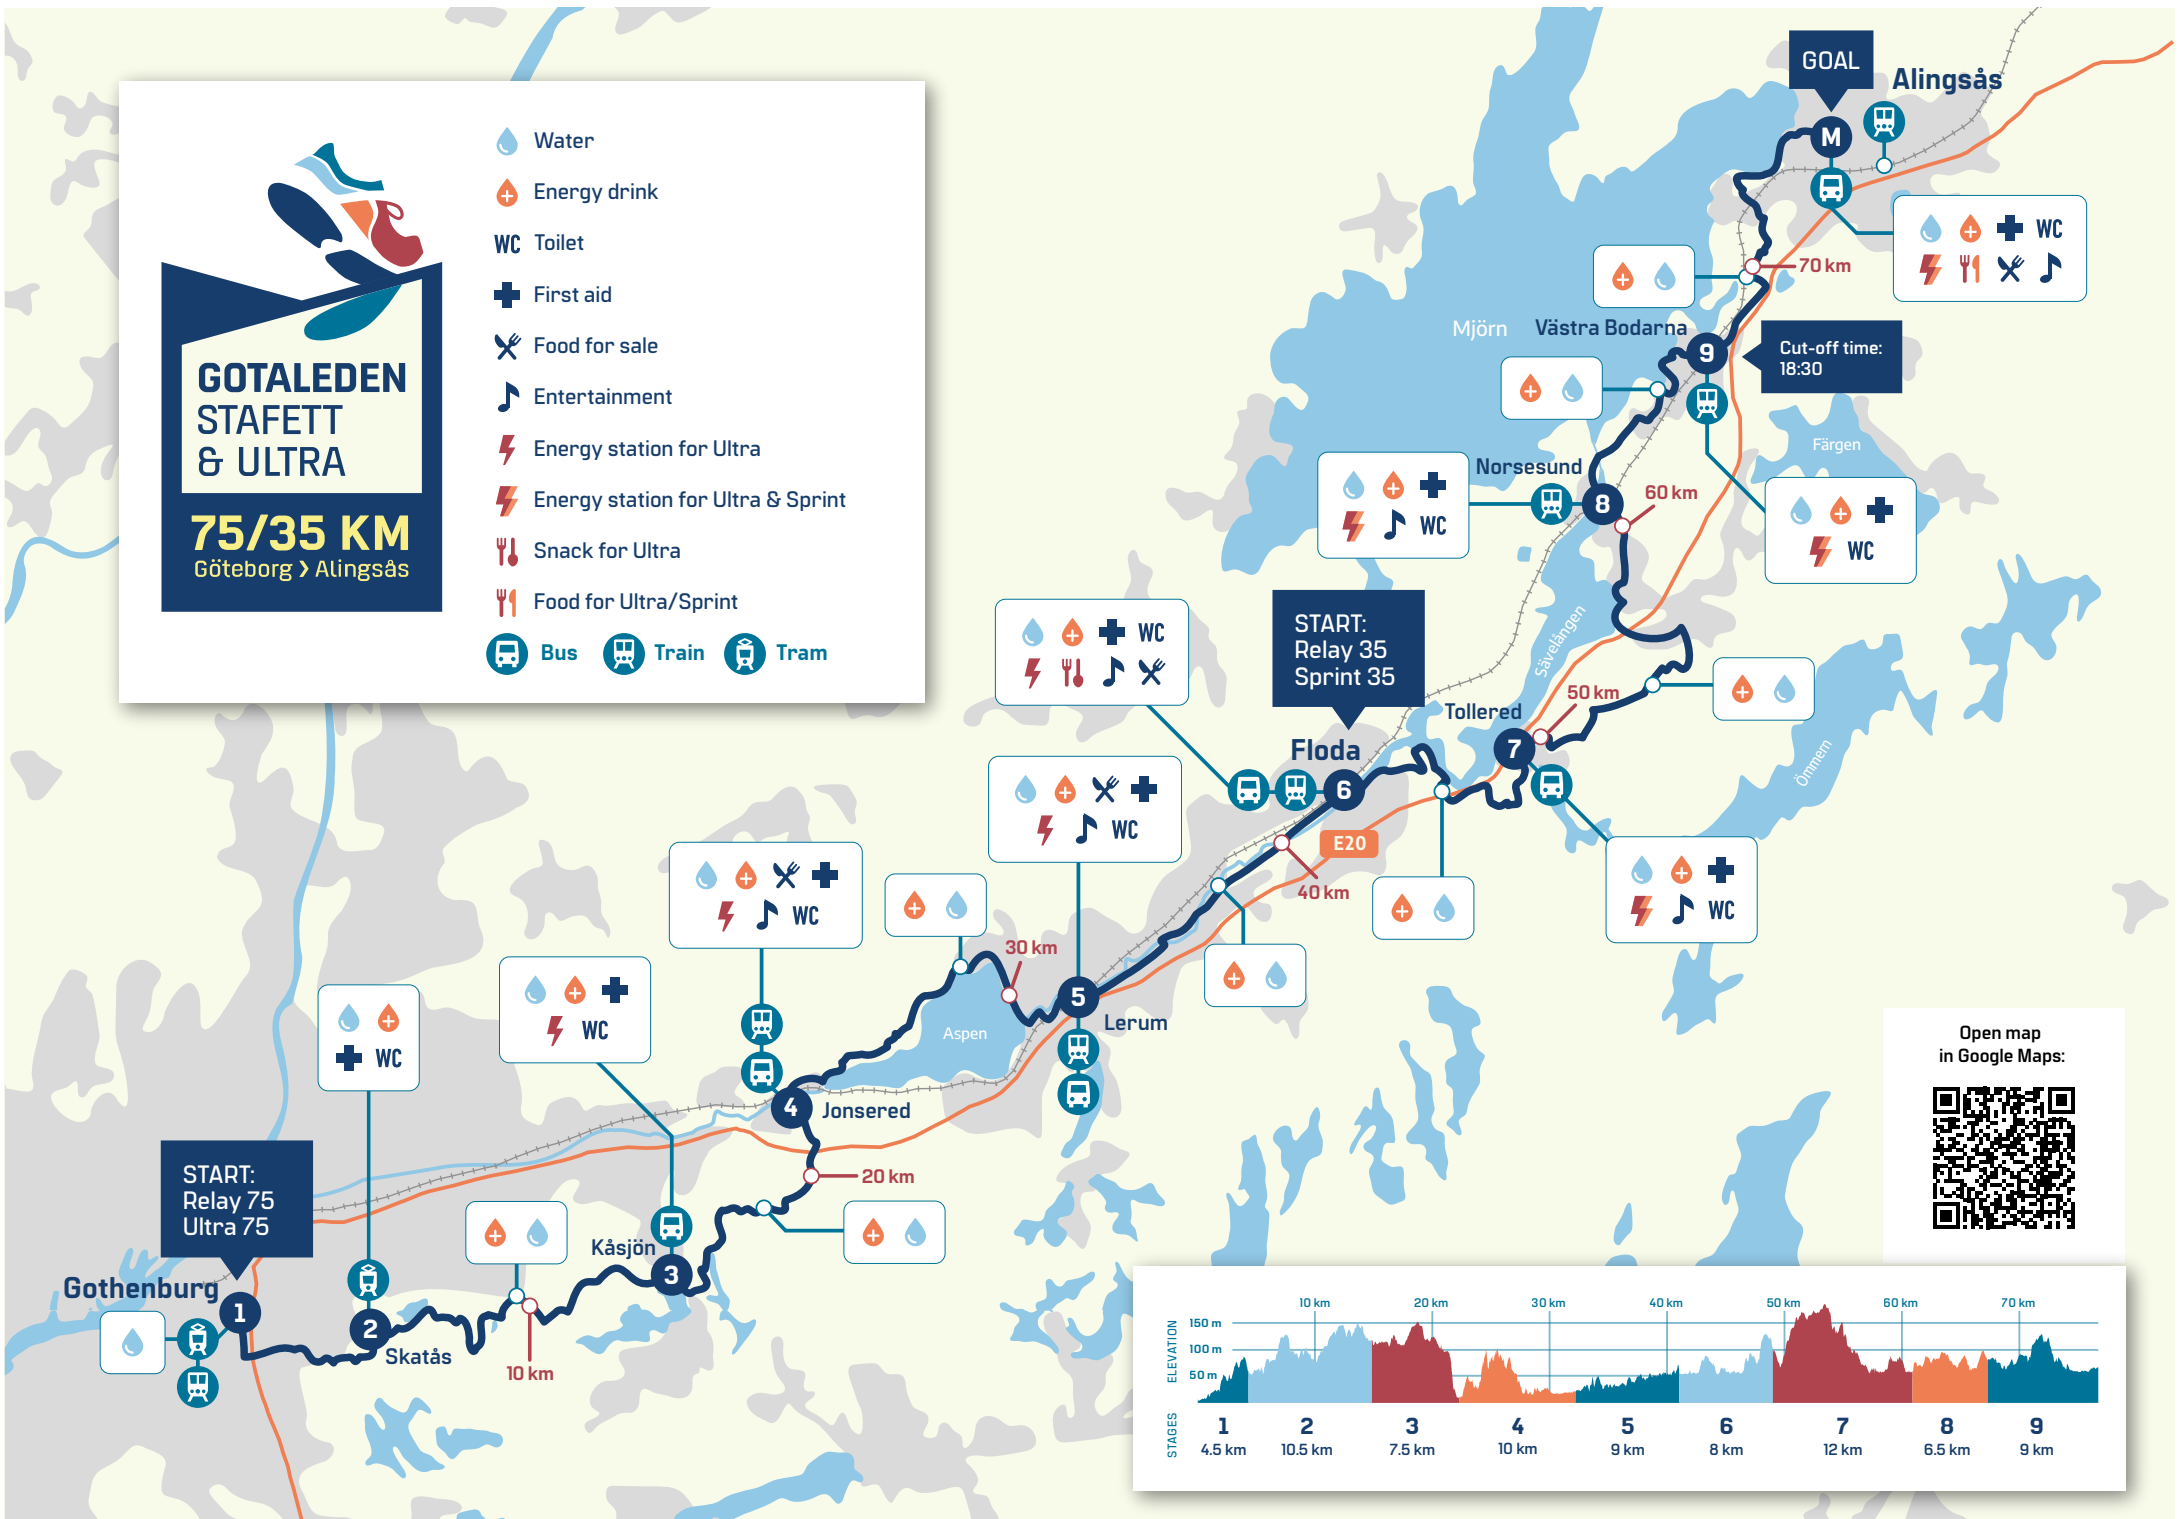 GOTALEDEN
STAFETT
& ULTRA
75/35 KM
Göteborg › Alingsås
Water
Energy drink
WC Toilet
First aid
Food for sale
Entertainment
Energy station for Ultra
Energy station for Ultra & Sprint
Snack for Ultra
Food for Ultra/Sprint
Bus
Train
Tram
GOAL
Alingsås
M
WC
70 km
Mjörn
Västra Bodarna
9
Cut-off time:
18:30
Färgen
WC
Norsesund
8
WC
60 km
Sävelången
START:
Relay 35
Sprint 35
WC
50 km
Tollered
7
Ömmern
WC
Floda
6
E20
40 km
WC
30 km
5
Lerum
Aspen
WC
4
Jonsered
20 km
WC
Kåsjön
3
WC
START:
Relay 75
Ultra 75
Gothenburg
1
2
Skatås
10 km
Open map
in Google Maps:
10 km
20 km
30 km
40 km
50 km
60 km
70 km
ELEVATION
150 m
100 m
50 m
STAGES
1
2
3
4
5
6
7
8
9
4.5 km
10.5 km
7.5 km
10 km
9 km
8 km
12 km
6.5 km
9 km